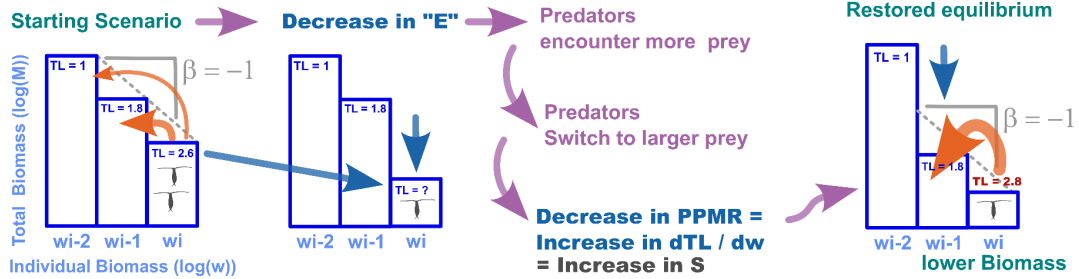 Starting Scenario
Decrease in "E"
Predators
encounter more prey
Restored equilibrium
Total Biomass (log(M))
TL = 1
TL = 1.8
TL = 2.6
β = −1
wi-2 wi-1 wi
Individual Biomass (log(w))
TL = 1
TL = 1.8
TL = ?
wi-2 wi-1 wi
Predators
Switch to larger prey
Decrease in PPMR =
Increase in dTL / dw
= Increase in S
TL = 1
TL = 1.8
TL = 2.8
β = −1
wi-2 wi-1 wi
lower Biomass